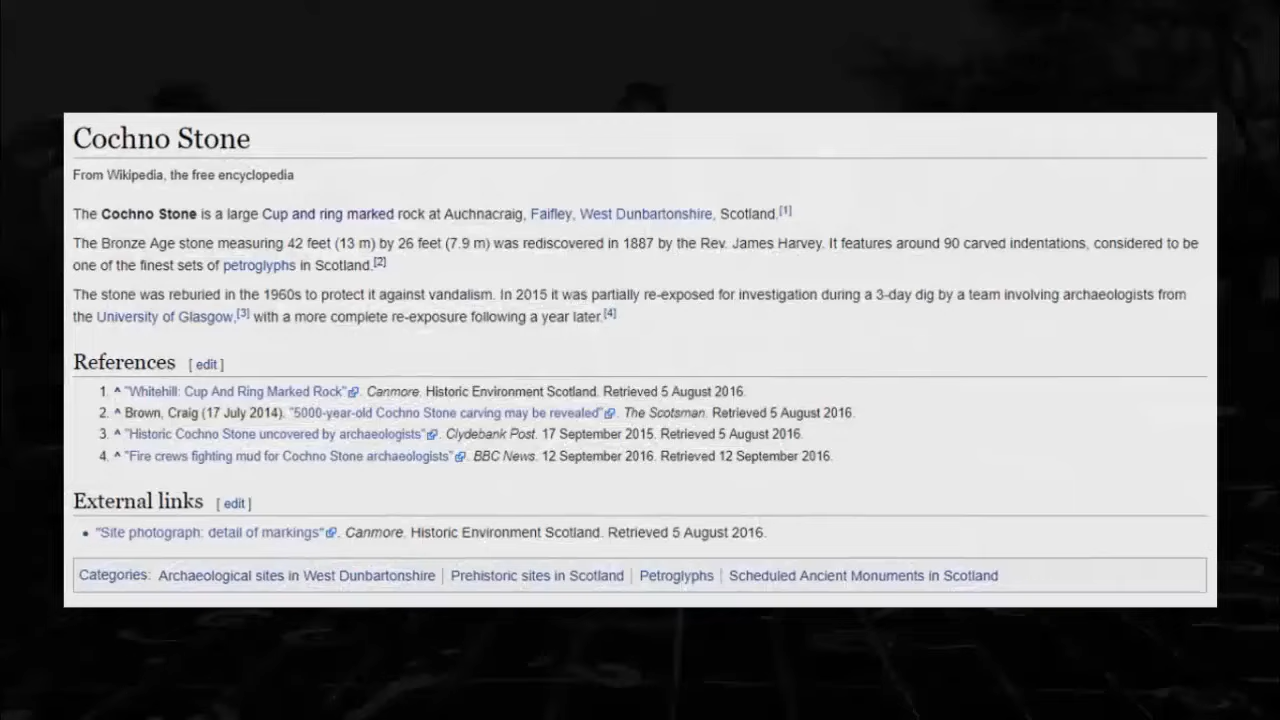 Cochno Stone
From Wikipedia, the free encyclopedia
The Cochno Stone is a large Cup and ring marked rock at Auchnacraig, Faifley, West Dunbartonshire, Scotland.[1]
The Bronze Age stone measuring 42 feet (13 m) by 26 feet (7.9 m) was rediscovered in 1887 by the Rev. James Harvey. It features around 90 carved indentations, considered to be
one of the finest sets of petroglyphs in Scotland.[2]
The stone was reburied in the 1960s to protect it against vandalism. In 2015 it was partially re-exposed for investigation during a 3-day dig by a team involving archaeologists from
the University of Glasgow,[3] with a more complete re-exposure following a year later.[4]
References [ edit ]
1. ^ "Whitehill: Cup And Ring Marked Rock". Canmore. Historic Environment Scotland. Retrieved 5 August 2016.
2. ^ Brown, Craig (17 July 2014). "5000-year-old Cochno Stone carving may be revealed". The Scotsman. Retrieved 5 August 2016.
3. ^ "Historic Cochno Stone uncovered by archaeologists". Clydebank Post. 17 September 2015. Retrieved 5 August 2016.
4. ^ "Fire crews fighting mud for Cochno Stone archaeologists". BBC News. 12 September 2016. Retrieved 12 September 2016.
External links [ edit ]
• "Site photograph: detail of markings". Canmore. Historic Environment Scotland. Retrieved 5 August 2016.
Categories: Archaeological sites in West Dunbartonshire | Prehistoric sites in Scotland | Petroglyphs | Scheduled Ancient Monuments in Scotland